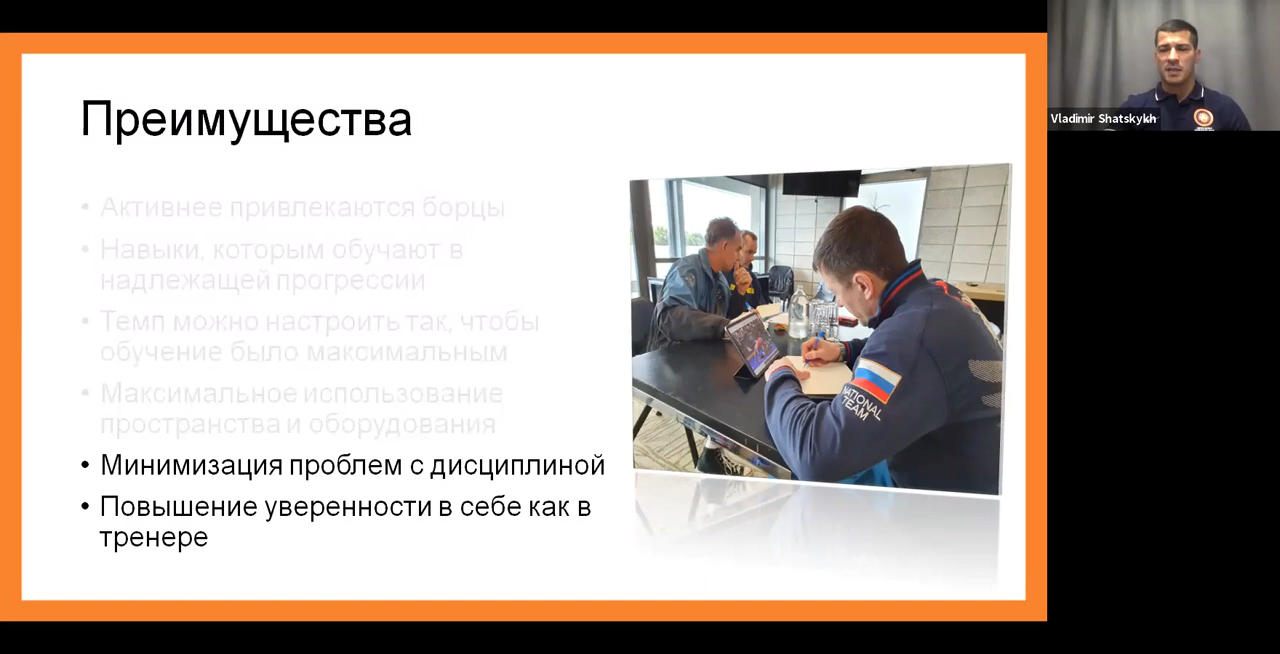 Преимущества
• Активнее привлекаются борцы
• Навыки, которым обучают в
надлежащей прогрессии
• Темп можно настроить так, чтобы
обучение было максимальным
• Максимальное использование
пространства и оборудования
• Минимизация проблем с дисциплиной
• Повышение уверенности в себе как в
тренере
NATIONAL
TEAM
Vladimir Shatskykh